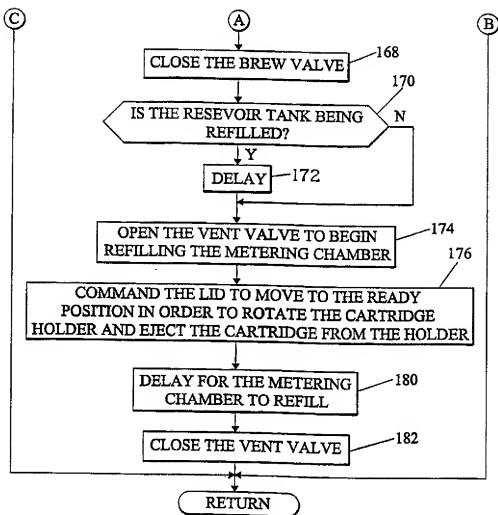 C
A
B
CLOSE THE BREW VALVE
168
170
IS THE RESEVOIR TANK BEING
REFILLED?
N
Y
DELAY
172
OPEN THE VENT VALVE TO BEGIN
REFILLING THE METERING CHAMBER
174
176
COMMAND THE LID TO MOVE TO THE READY
POSITION IN ORDER TO ROTATE THE CARTRIDGE
HOLDER AND EJECT THE CARTRIDGE FROM THE HOLDER
DELAY FOR THE METERING
CHAMBER TO REFILL
180
CLOSE THE VENT VALVE
182
RETURN